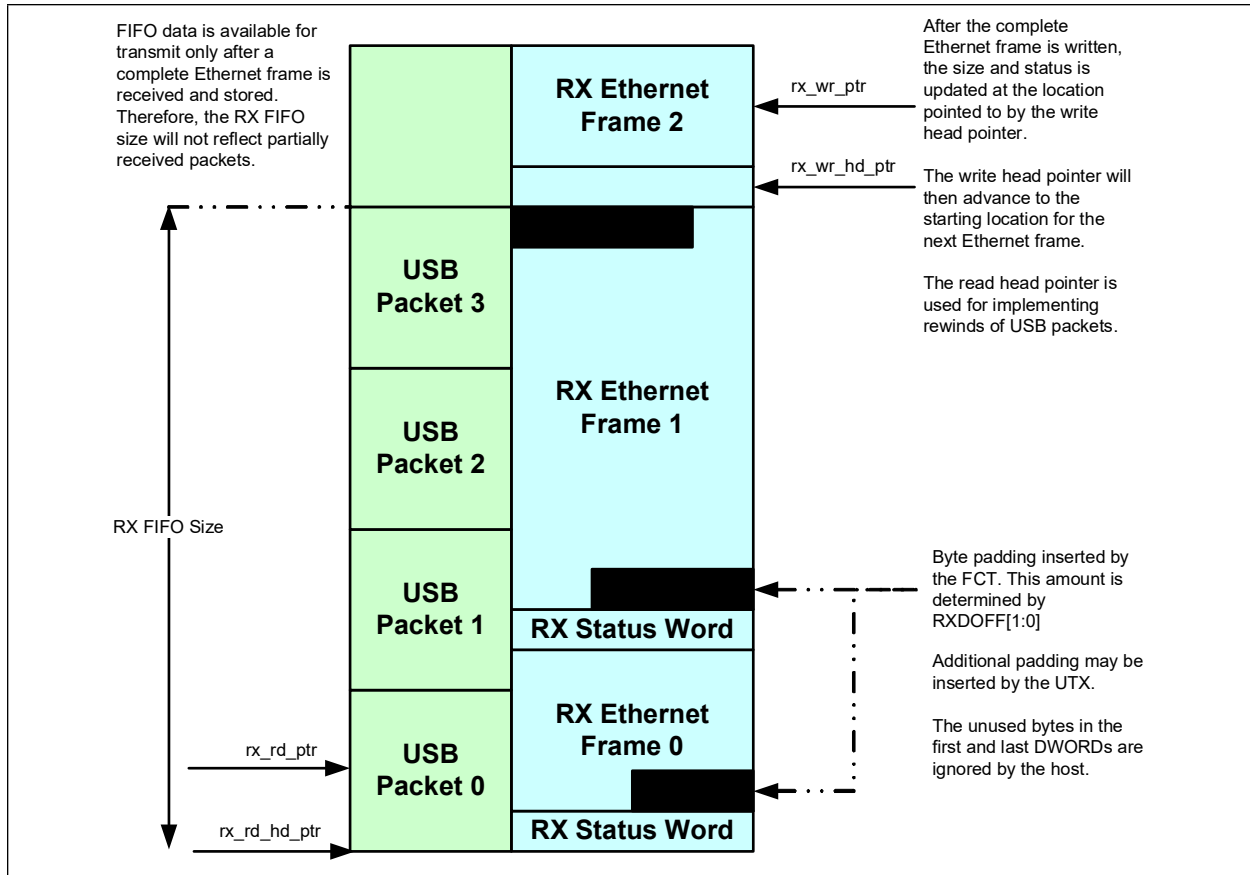 FIFO data is available for
transmit only after a
complete Ethernet frame is
received and stored.
Therefore, the RX FIFO
size will not reflect partially
received packets.
RX Ethernet
Frame 2
rx_wr_ptr
After the complete
Ethernet frame is written,
the size and status is
updated at the location
pointed to by the write
head pointer.
rx_wr_hd_ptr
The write head pointer will
then advance to the
starting location for the
next Ethernet frame.
The read head pointer is
used for implementing
rewinds of USB packets.
USB
Packet 3
RX Ethernet
Frame 1
USB
Packet 2
RX FIFO Size
USB
Packet 1
RX Status Word
Byte padding inserted by
the FCT. This amount is
determined by
RXDOFF[1:0]
Additional padding may be
inserted by the UTX.
The unused bytes in the
first and last DWORDs are
ignored by the host.
RX Ethernet
Frame 0
rx_rd_ptr
USB
Packet 0
rx_rd_hd_ptr
RX Status Word